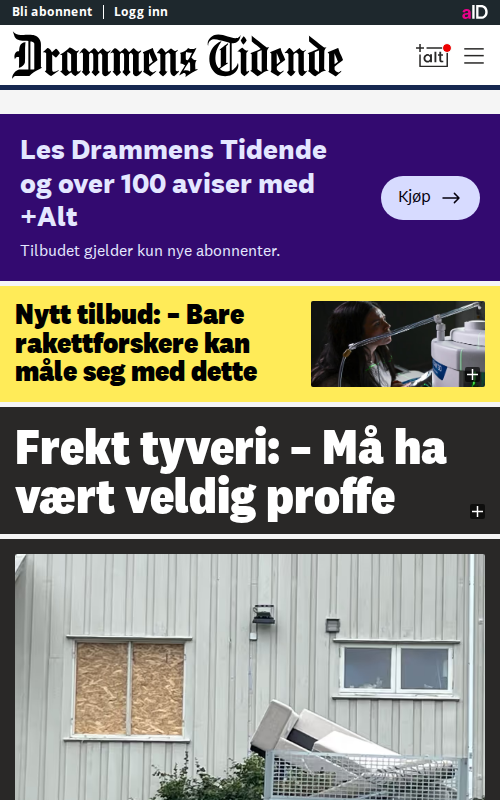 Bli abonnent
Logg inn
aID
Drammens Tidende
+alt
Les Drammens Tidende
og over 100 aviser med
+Alt
Tilbudet gjelder kun nye abonnenter.
Kjøp →
Nytt tilbud: – Bare
rakettforskere kan
måle seg med dette
+
Frekt tyveri: – Må ha
vært veldig proffe
+